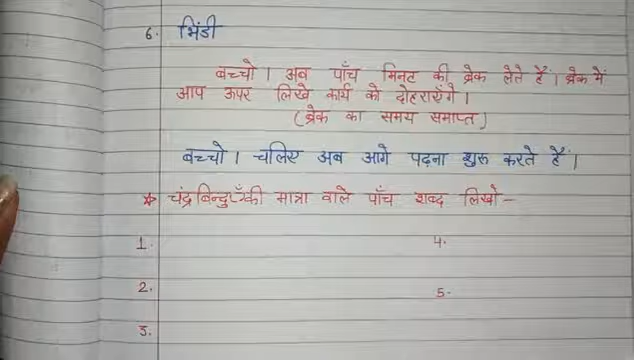 6. भिंडी
बच्चो। अब पाँच मिनट की ब्रेक लेते हैं। ब्रेक में
आप ऊपर लिखे कार्य को दोहराएँगे।
(ब्रेक का समय समाप्त)
बच्चो। चलिए अब आगे पढ़ना शुरू करते हैं।
* चंद्रबिन्दु ँ की मात्रा वाले पाँच शब्द लिखो -
1. 4.
2. 5.
3.